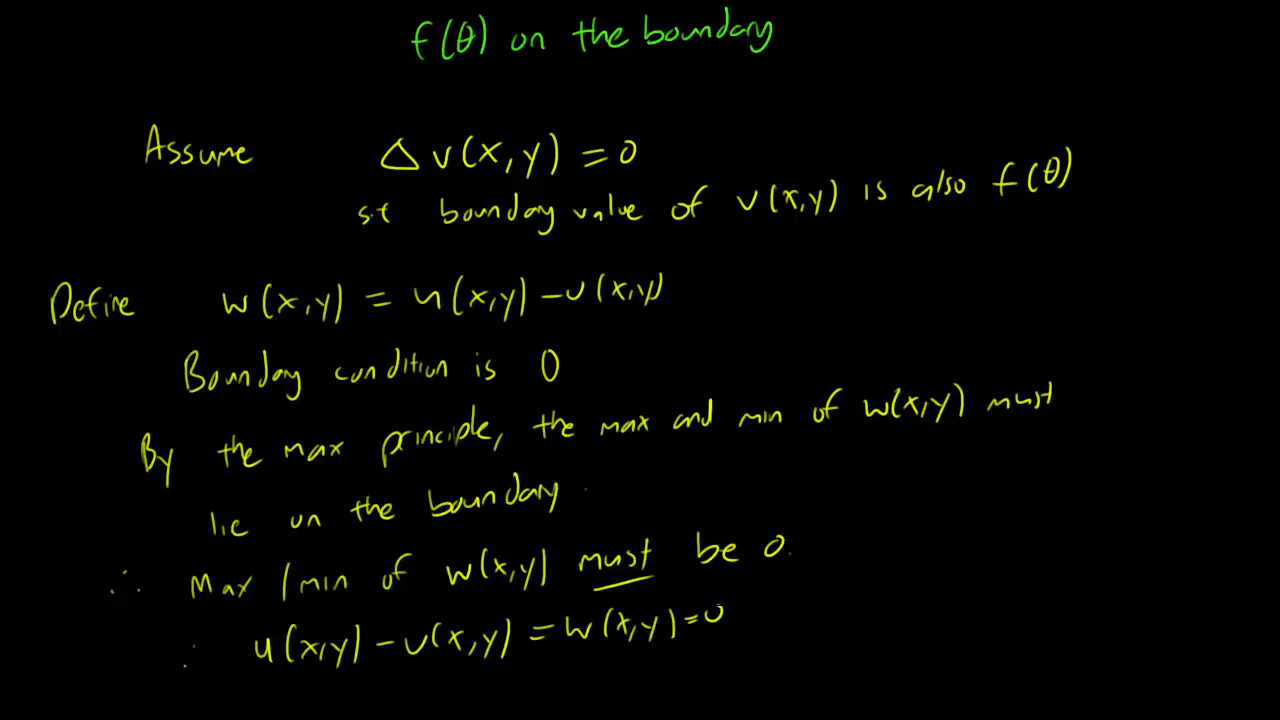 f(θ) on the boundary
Assume Δ v(x,y) = 0
s.t boundary value of v(x,y) is also f(θ)
Define w(x,y) = u(x,y) - v(x,y)
Boundary condition is 0
By the max principle, the max and min of w(x,y) must
lie on the boundary
∴ Max / min of w(x,y) must be 0.
∴ u(x,y) - v(x,y) = w(x,y) = 0